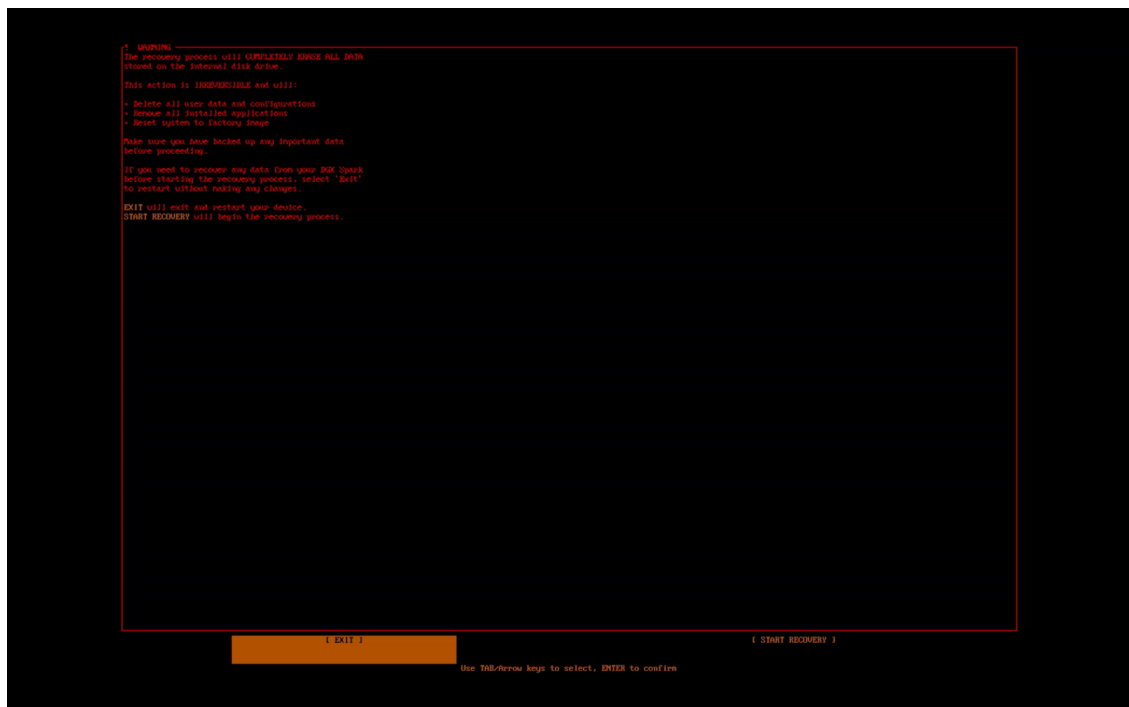 ! WARNING
The recovery process will COMPLETELY ERASE ALL DATA
stored on the internal disk drive.
This action is IRREVERSIBLE and will:
• Delete all user data and configurations
• Remove all installed applications
• Reset system to factory image
Make sure you have backed up any important data
before proceeding.
If you need to recover any data from your DGX Spark
before starting the recovery process, select 'Exit'
to restart without making any changes.
EXIT will exit and restart your device.
START RECOVERY will begin the recovery process.
[ EXIT ]
[ START RECOVERY ]
Use TAB/Arrow keys to select, ENTER to confirm